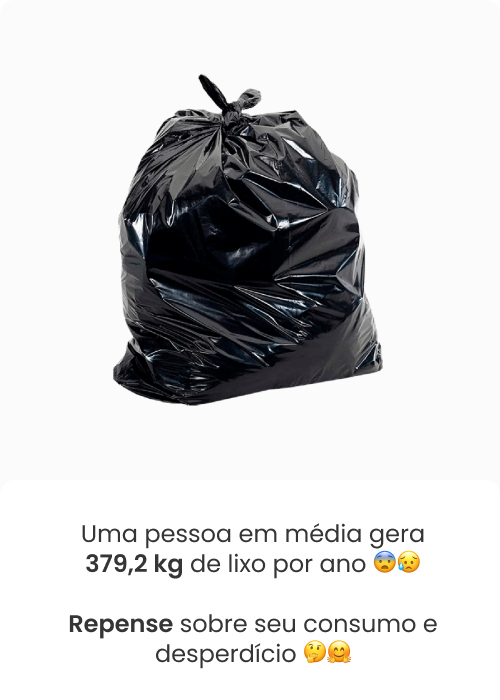 Uma pessoa em média gera
379,2 kg de lixo por ano 😨😥
Repense sobre seu consumo e
desperdício 🤔🤗